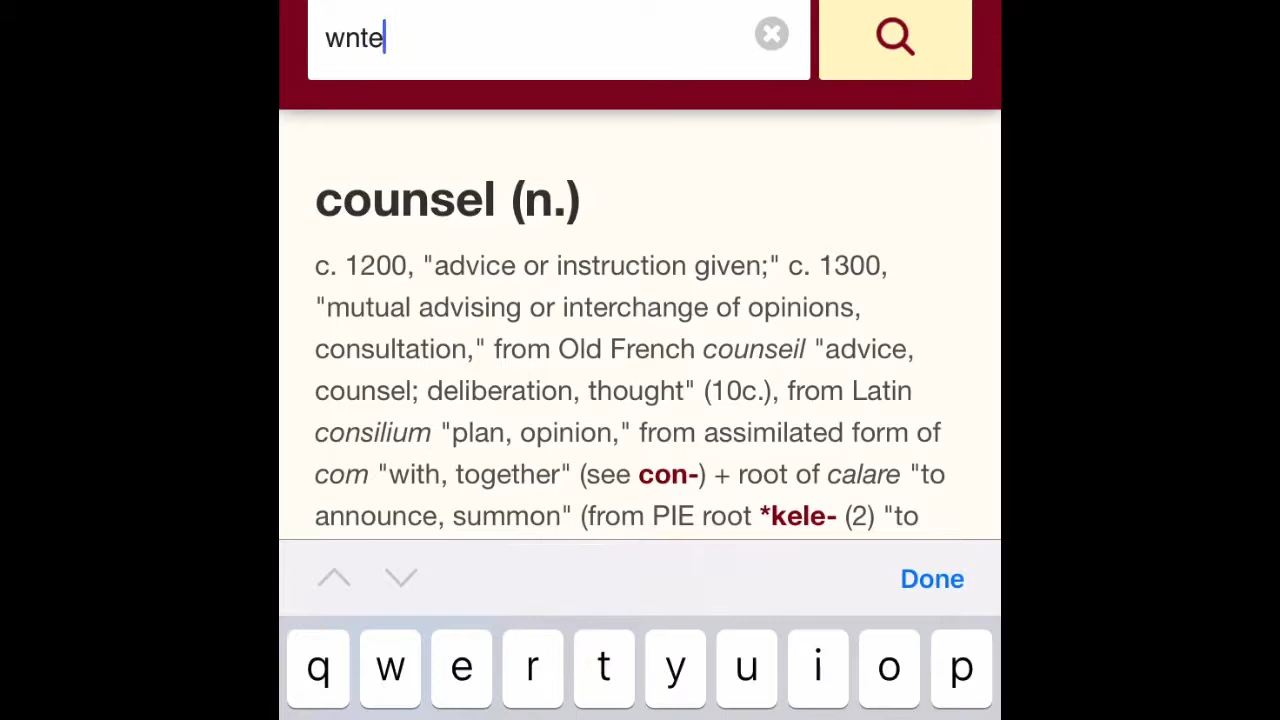 wnte
counsel (n.)
c. 1200, "advice or instruction given;" c. 1300,
"mutual advising or interchange of opinions,
consultation," from Old French counseil "advice,
counsel; deliberation, thought" (10c.), from Latin
consilium "plan, opinion," from assimilated form of
com "with, together" (see con-) + root of calare "to
announce, summon" (from PIE root *kele- (2) "to
Done
q w e r t y u i o p